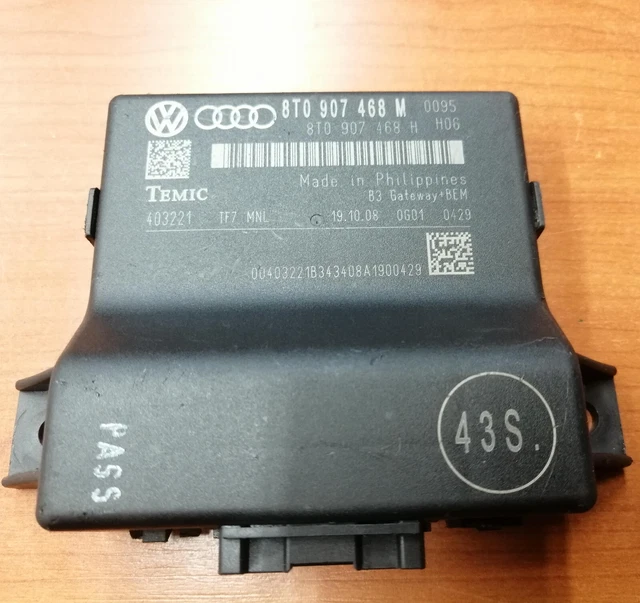 8T0 907 468 M 0095
8T0 907 468 H H06
Made in Philippines
TEMIC B3 Gateway+BEM
403221 TF7 MNL 19.10.08 0G01 0429
00403221B343408A1900429
43S.
PASS